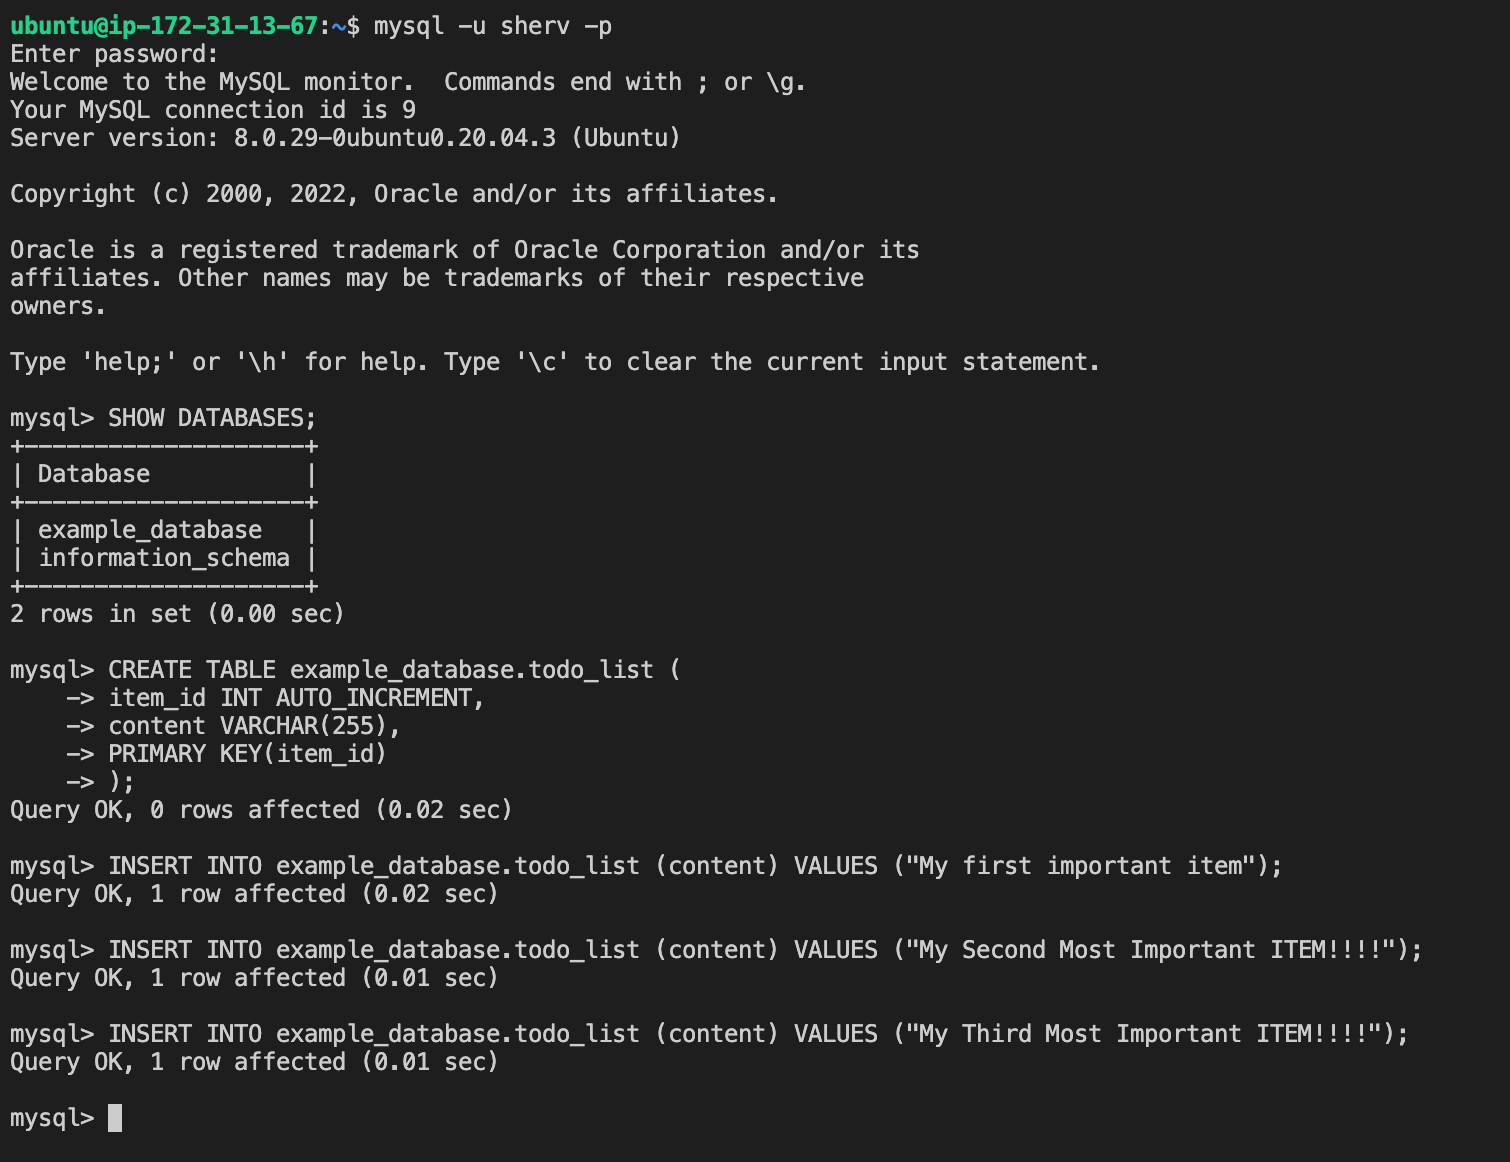 ubuntu@ip-172-31-13-67:~$ mysql -u sherv -p
Enter password:
Welcome to the MySQL monitor.  Commands end with ; or \g.
Your MySQL connection id is 9
Server version: 8.0.29-0ubuntu0.20.04.3 (Ubuntu)

Copyright (c) 2000, 2022, Oracle and/or its affiliates.

Oracle is a registered trademark of Oracle Corporation and/or its
affiliates. Other names may be trademarks of their respective
owners.

Type 'help;' or '\h' for help. Type '\c' to clear the current input statement.

mysql> SHOW DATABASES;
+--------------------+
| Database           |
+--------------------+
| example_database   |
| information_schema |
+--------------------+
2 rows in set (0.00 sec)

mysql> CREATE TABLE example_database.todo_list (
    -> item_id INT AUTO_INCREMENT,
    -> content VARCHAR(255),
    -> PRIMARY KEY(item_id)
    -> );
Query OK, 0 rows affected (0.02 sec)

mysql> INSERT INTO example_database.todo_list (content) VALUES ("My first important item");
Query OK, 1 row affected (0.02 sec)

mysql> INSERT INTO example_database.todo_list (content) VALUES ("My Second Most Important ITEM!!!!");
Query OK, 1 row affected (0.01 sec)

mysql> INSERT INTO example_database.todo_list (content) VALUES ("My Third Most Important ITEM!!!!");
Query OK, 1 row affected (0.01 sec)

mysql>